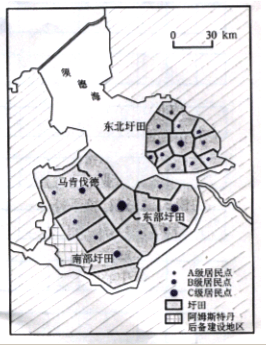 0 30 km
须德海
东北圩田
马肯伐德
东部圩田
南部圩田
A级居民点
B级居民点
C级居民点
圩田
阿姆斯特丹
后备建设地区